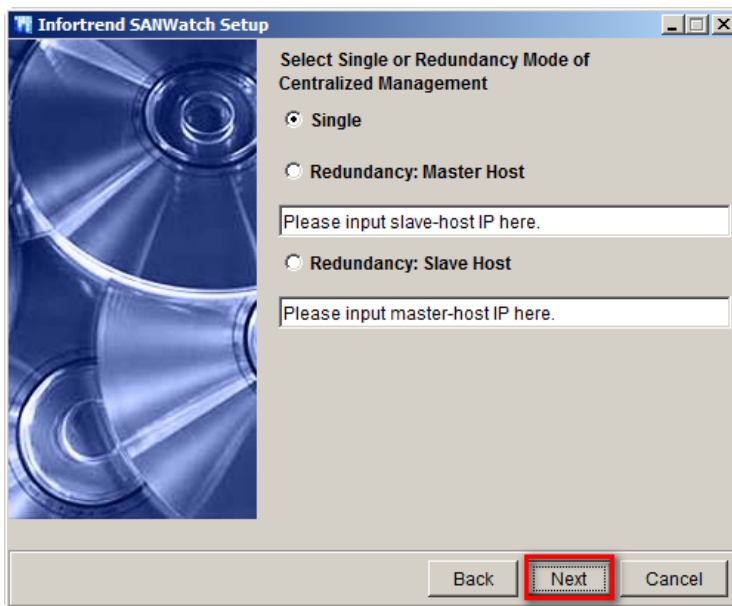 Infortrend SANWatch Setup
Select Single or Redundancy Mode of
Centralized Management
Single
Redundancy: Master Host
Please input slave-host IP here.
Redundancy: Slave Host
Please input master-host IP here.
Back Next Cancel